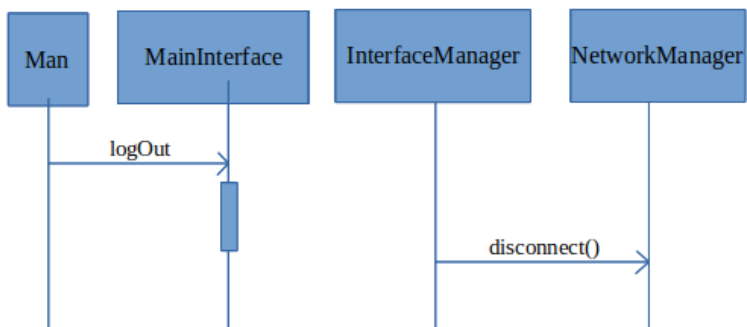 Man
MainInterface
InterfaceManager
NetworkManager
logOut
disconnect()